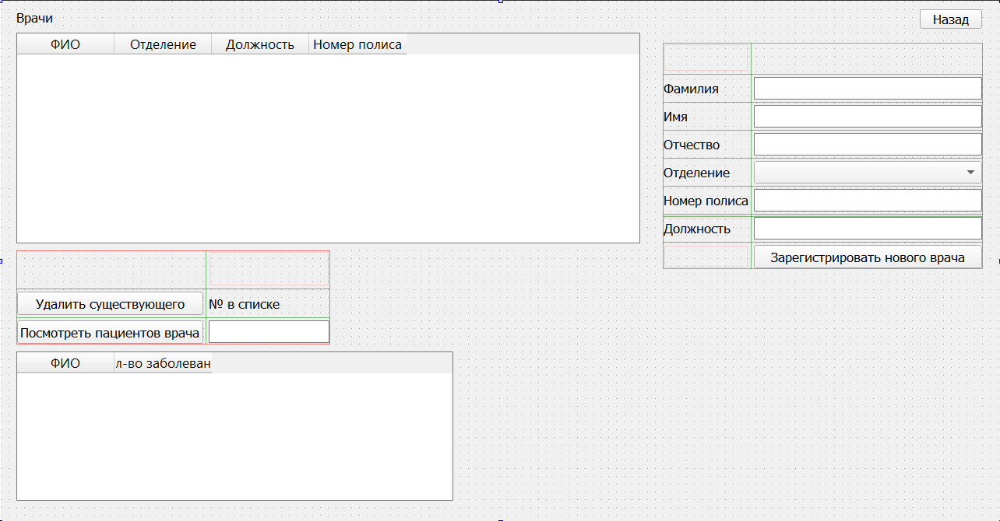 Врачи
Назад
ФИО Отделение Должность Номер полиса
Фамилия
Имя
Отчество
Отделение
Номер полиса
Должность
Зарегистрировать нового врача
Удалить существующего № в списке
Посмотреть пациентов врача
ФИО л-во заболеван